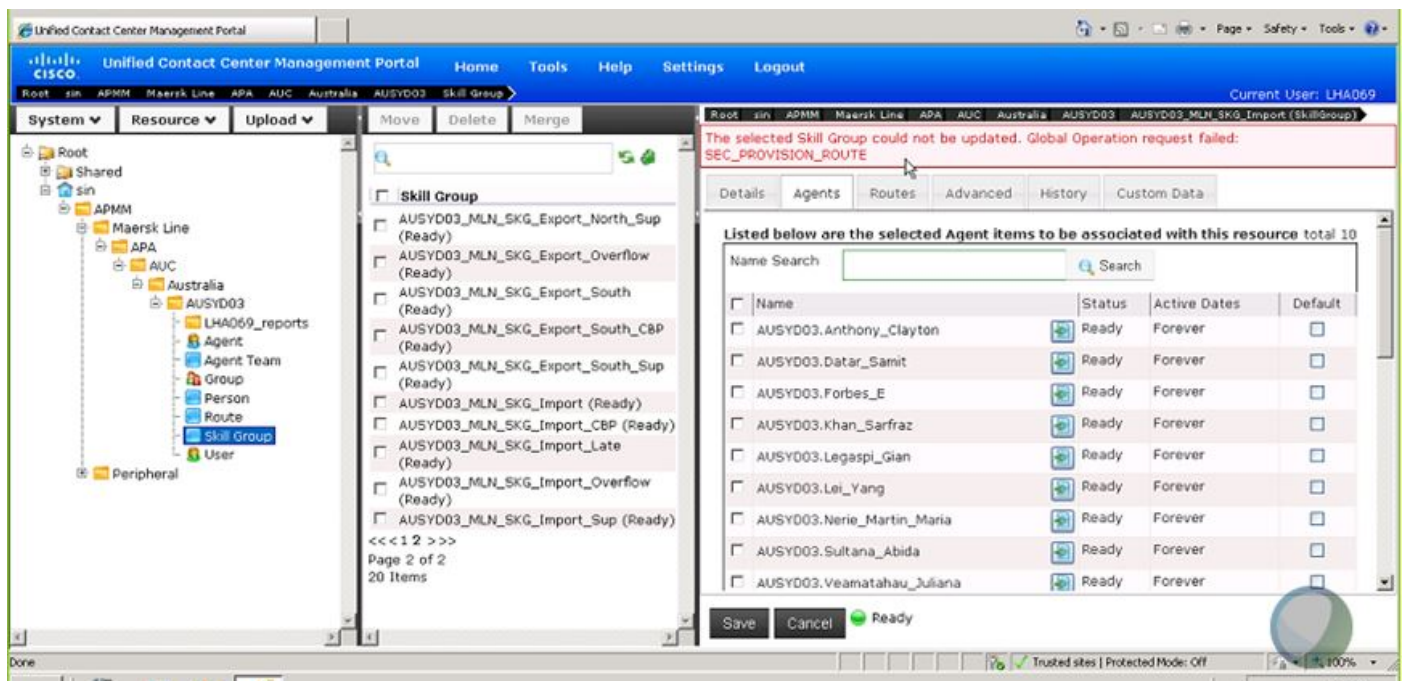 Unified Contact Center Management Portal
Page Safety Tools
CISCO
Unified Contact Center Management Portal Home Tools Help Settings Logout
Root sin APMM Maersk Line APA AUC Australia AUSYD03 Skill Group
Current User: LHA069
System Resource Upload
Move Delete Merge
Root sin APMM Maersk Line APA AUC Australia AUSYD03 AUSYD03_MLN_SKG_Import (SkillGroup)
The selected Skill Group could not be updated. Global Operation request failed:
SEC_PROVISION_ROUTE
Root
Shared
sin
APMM
Maersk Line
APA
AUC
Australia
AUSYD03
LHA069_reports
Agent
Agent Team
Group
Person
Route
Skill Group
User
Peripheral
Skill Group
AUSYD03_MLN_SKG_Export_North_Sup
(Ready)
AUSYD03_MLN_SKG_Export_Overflow
(Ready)
AUSYD03_MLN_SKG_Export_South
(Ready)
AUSYD03_MLN_SKG_Export_South_CBP
(Ready)
AUSYD03_MLN_SKG_Export_South_Sup
(Ready)
AUSYD03_MLN_SKG_Import (Ready)
AUSYD03_MLN_SKG_Import_CBP (Ready)
AUSYD03_MLN_SKG_Import_Late
(Ready)
AUSYD03_MLN_SKG_Import_Overflow
(Ready)
AUSYD03_MLN_SKG_Import_Sup (Ready)
<<<1 2 >>>
Page 2 of 2
20 Items
Details Agents Routes Advanced History Custom Data
Listed below are the selected Agent items to be associated with this resource total 10
Name Search Search
Name Status Active Dates Default
AUSYD03.Anthony_Clayton Ready Forever
AUSYD03.Datar_Samit Ready Forever
AUSYD03.Forbes_E Ready Forever
AUSYD03.Khan_Sarfraz Ready Forever
AUSYD03.Legaspi_Gian Ready Forever
AUSYD03.Lei_Yang Ready Forever
AUSYD03.Nerie_Martin_Maria Ready Forever
AUSYD03.Sultana_Abida Ready Forever
AUSYD03.Veamatahau_Juliana Ready Forever
Save Cancel Ready
Done
Trusted sites | Protected Mode: Off
100%